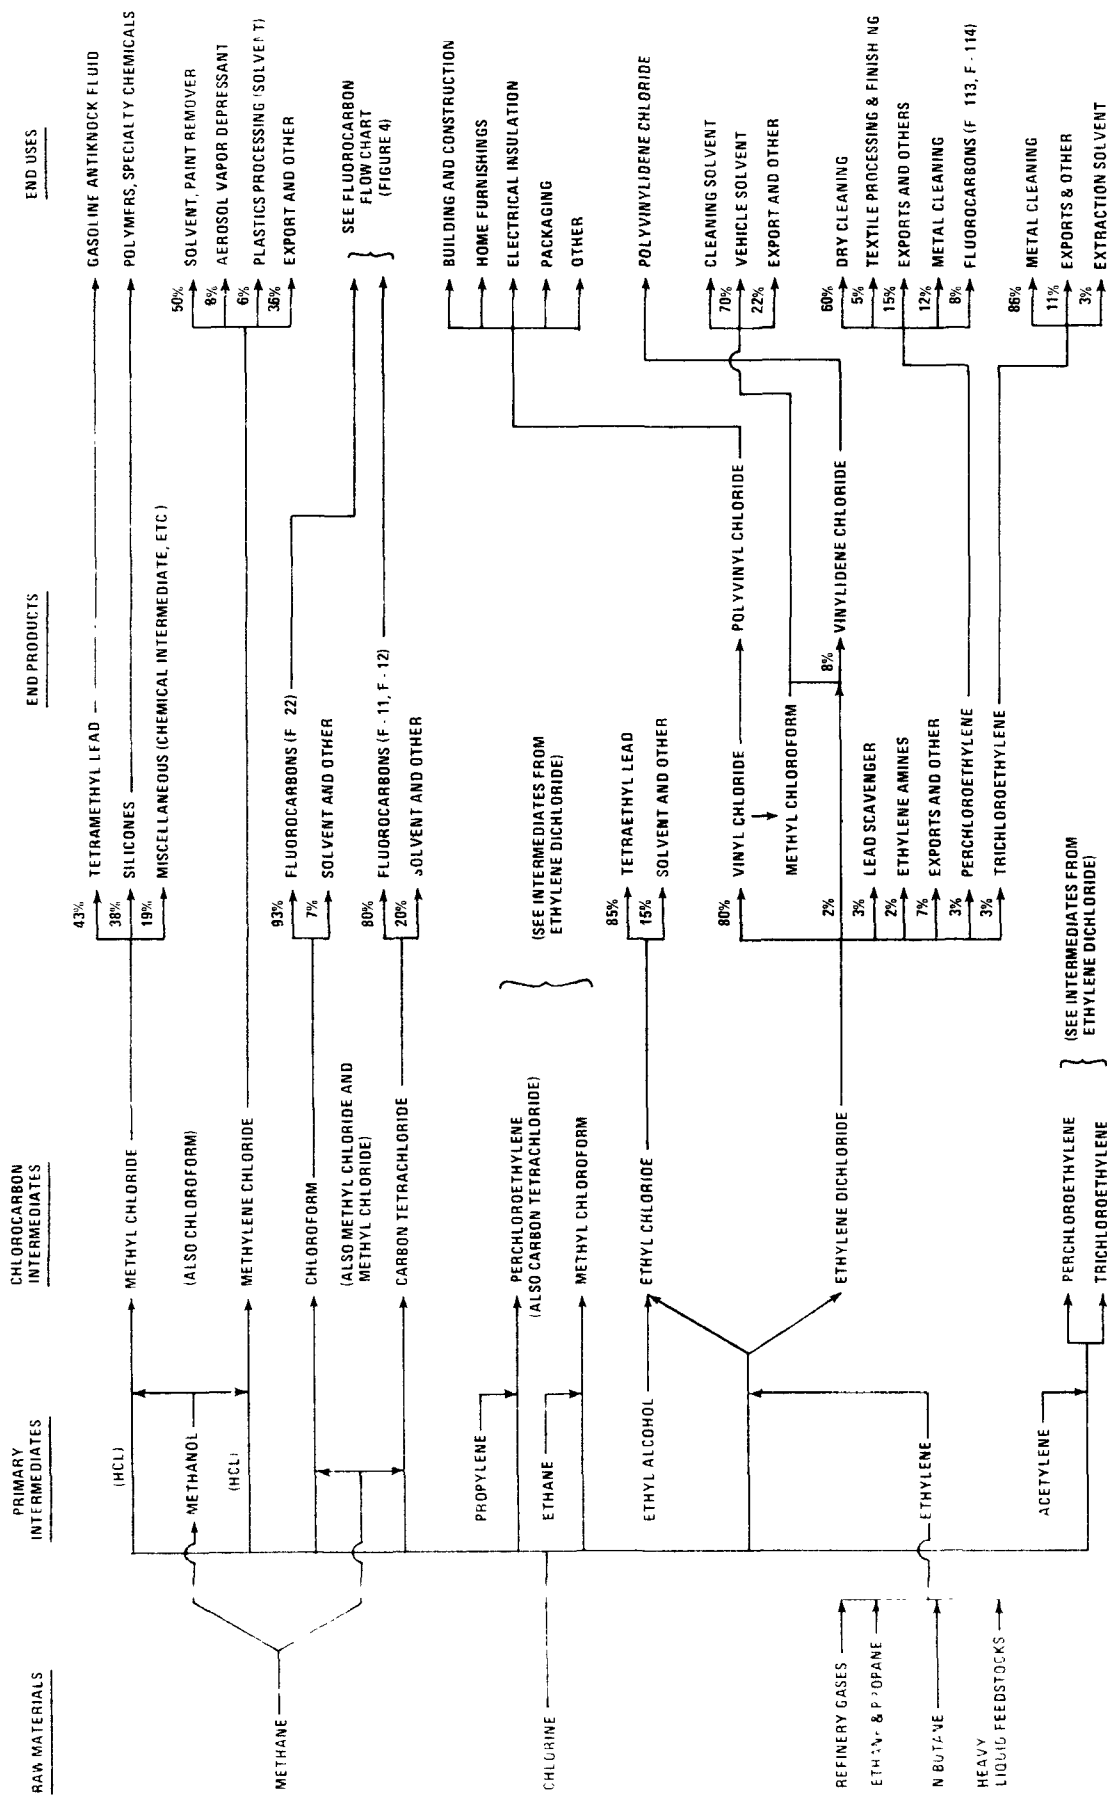 RAW MATERIALS
METHANE
CHLORINE
REFINERY GASES
ETHANE & PROPANE
N BUTANE
HEAVY
LIQUID FEEDSTOCKS
PRIMARY
INTERMEDIATES
(HCL)
METHANOL
(HCL)
PROPYLENE
ETHANE
ETHYL ALCOHOL
ETHYLENE
ACETYLENE
CHLOROCARBON
INTERMEDIATES
METHYL CHLORIDE
(ALSO CHLOROFORM)
METHYLENE CHLORIDE
CHLOROFORM
(ALSO METHYL CHLORIDE AND
METHYL CHLORIDE)
CARBON TETRACHLORIDE
PERCHLOROETHYLENE
(ALSO CARBON TETRACHLORIDE)
METHYL CHLOROFORM
ETHYL CHLORIDE
ETHYLENE DICHLORIDE
PERCHLOROETHYLENE
TRICHLOROETHYLENE
END PRODUCTS
43% TETRAMETHYL LEAD
38% SILICONES
19% MISCELLANEOUS (CHEMICAL INTERMEDIATE, ETC )
93% FLUOROCARBONS (F 22)
7% SOLVENT AND OTHER
80% FLUOROCARBONS (F - 11, F - 12)
20% SOLVENT AND OTHER
(SEE INTERMEDIATES FROM
ETHYLENE DICHLORIDE)
85% TETRAETHYL LEAD
15% SOLVENT AND OTHER
80% VINYL CHLORIDE
POLYVINYL CHLORIDE
METHYL CHLOROFORM
2%
8% VINYLIDENE CHLORIDE
3% LEAD SCAVENGER
2% ETHYLENE AMINES
7% EXPORTS AND OTHER
3% PERCHLOROETHYLENE
3% TRICHLOROETHYLENE
(SEE INTERMEDIATES FROM
ETHYLENE DICHLORIDE)
END USES
GASOLINE ANTIKNOCK FLUID
POLYMERS, SPECIALTY CHEMICALS
50% SOLVENT, PAINT REMOVER
8% AEROSOL VAPOR DEPRESSANT
6% PLASTICS PROCESSING (SOLVENT)
36% EXPORT AND OTHER
SEE FLUOROCARBON
FLOW CHART
(FIGURE 4)
BUILDING AND CONSTRUCTION
HOME FURNISHINGS
ELECTRICAL INSULATION
PACKAGING
OTHER
POLYVINYLIDENE CHLORIDE
CLEANING SOLVENT
70% VEHICLE SOLVENT
22% EXPORT AND OTHER
60% DRY CLEANING
5% TEXTILE PROCESSING & FINISHING
15% EXPORTS AND OTHERS
12% METAL CLEANING
8% FLUOROCARBONS (F 113, F - 114)
86% METAL CLEANING
11% EXPORTS & OTHER
3% EXTRACTION SOLVENT